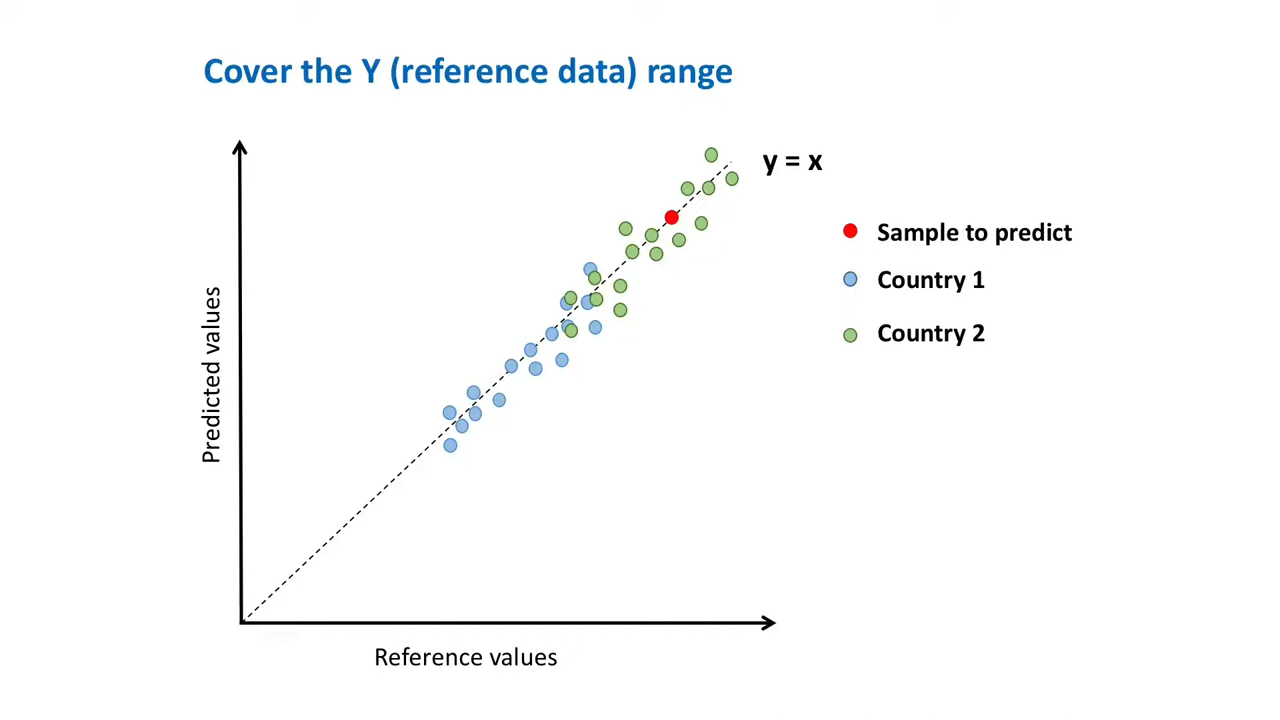 Cover the Y (reference data) range
y = x
Sample to predict
Country 1
Country 2
Predicted values
Reference values